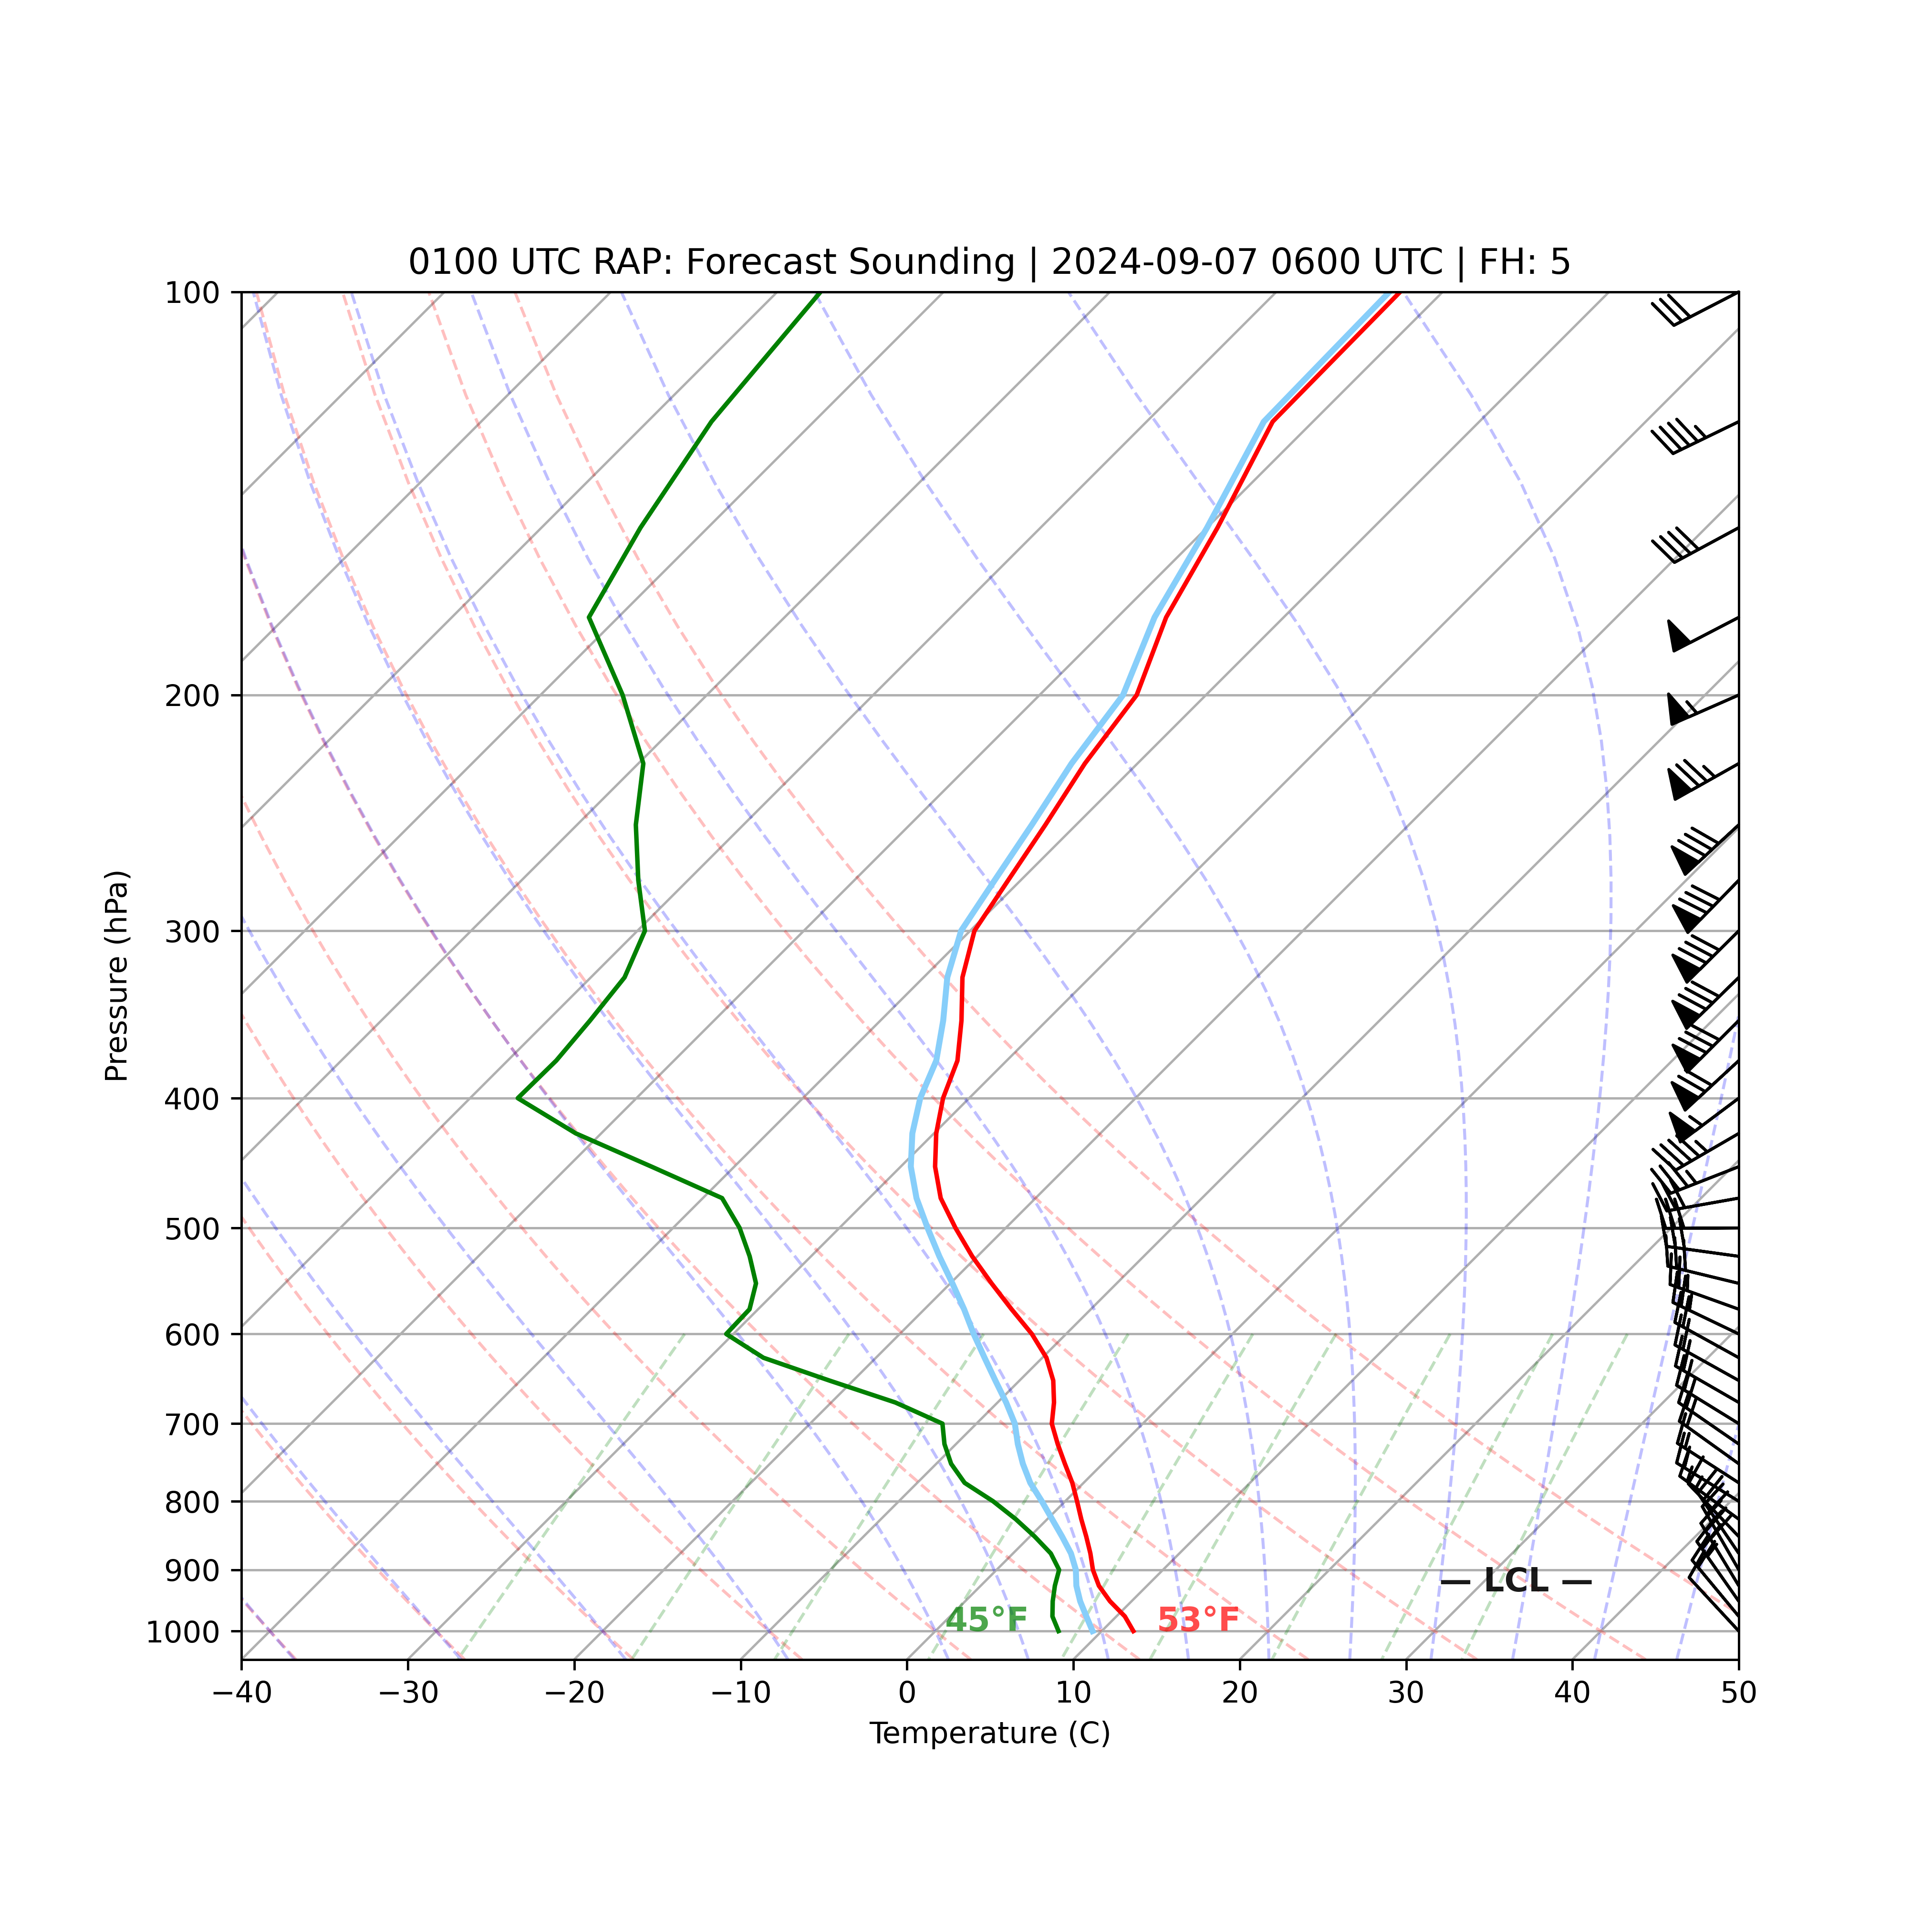 0100 UTC RAP: Forecast Sounding | 2024-09-07 0600 UTC | FH: 5
100
200
300
400
500
600
700
800
900
1000
Pressure (hPa)
— LCL —
45°F
53°F
−40 −30 −20 −10 0 10 20 30 40 50
Temperature (C)